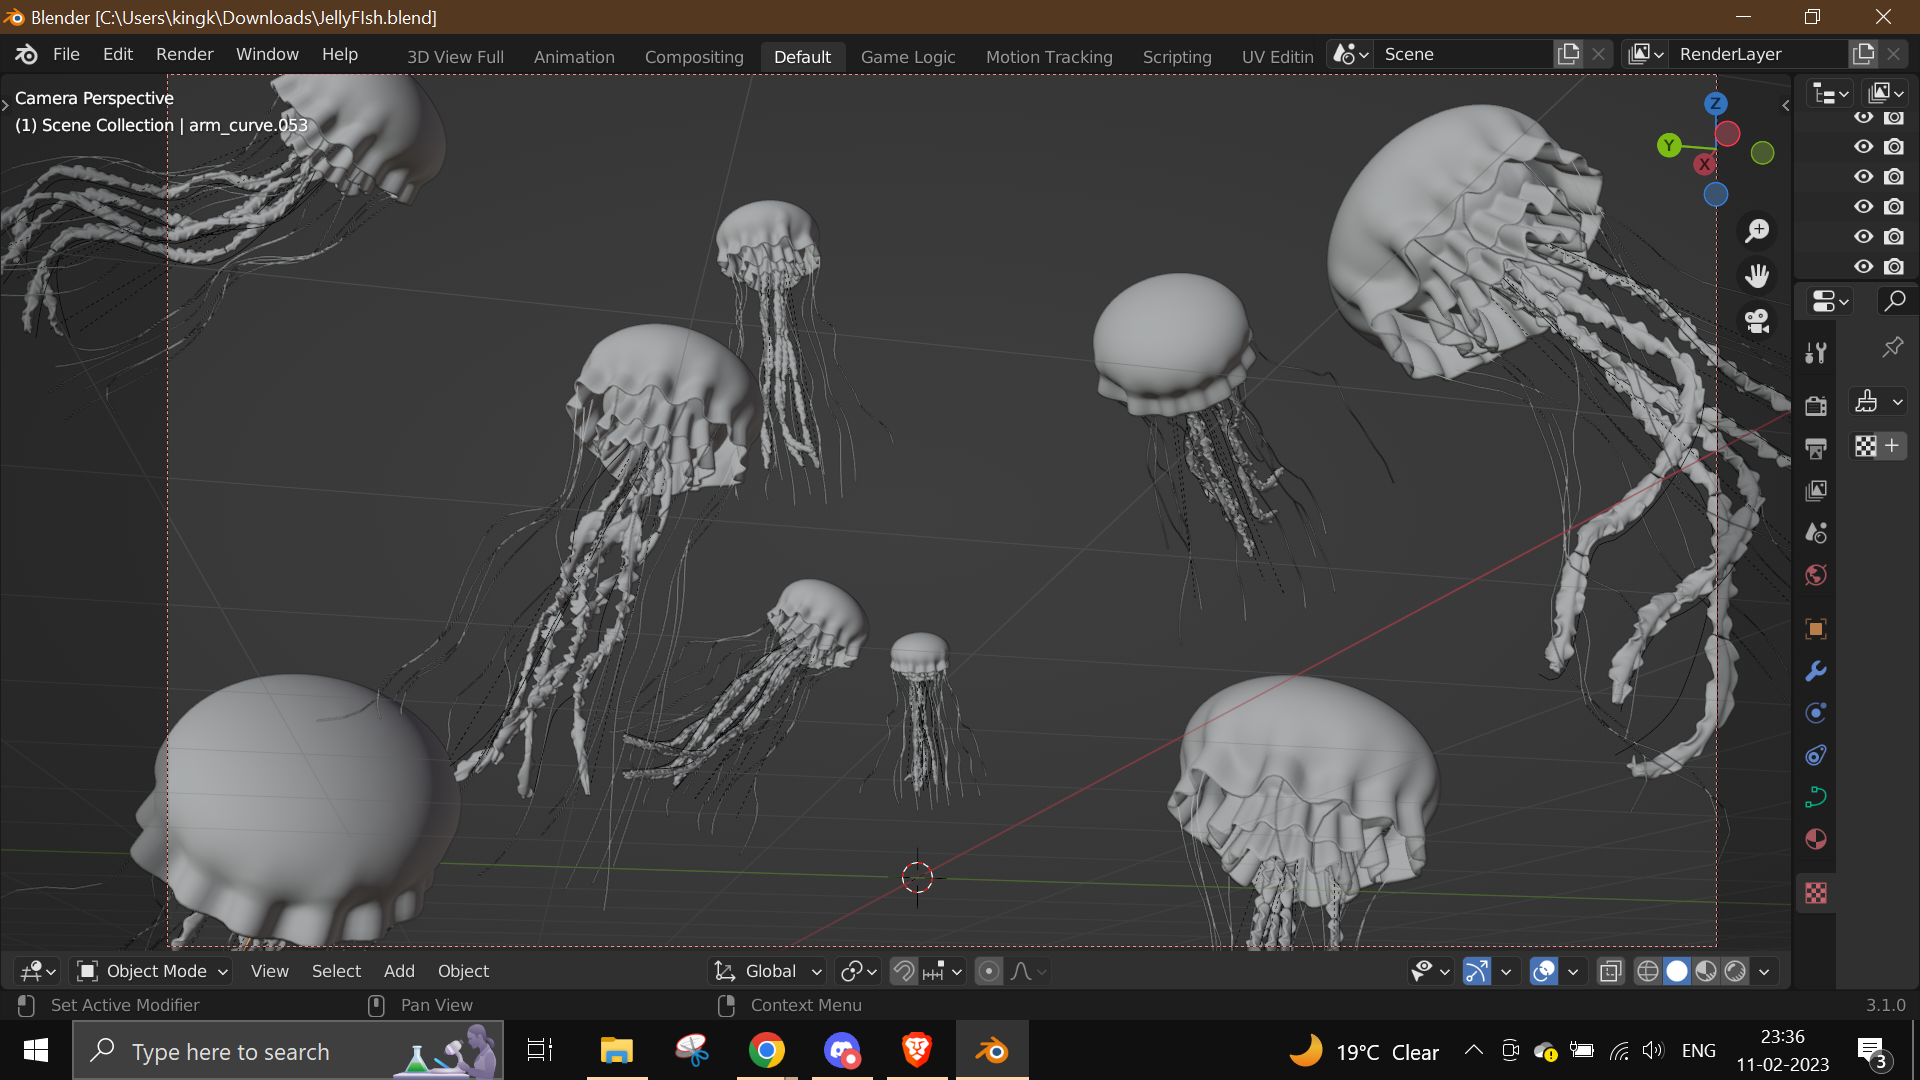 Blender [C:\Users\kingk\Downloads\JellyFIsh.blend]
File Edit Render Window Help 3D View Full Animation Compositing Default Game Logic Motion Tracking Scripting UV Editin Scene RenderLayer
Camera Perspective
(1) Scene Collection | arm_curve.053
Z
Y
X
Object Mode View Select Add Object Global
Set Active Modifier Pan View Context Menu 3.1.0
Type here to search 19°C Clear ENG 23:36
11-02-2023
3